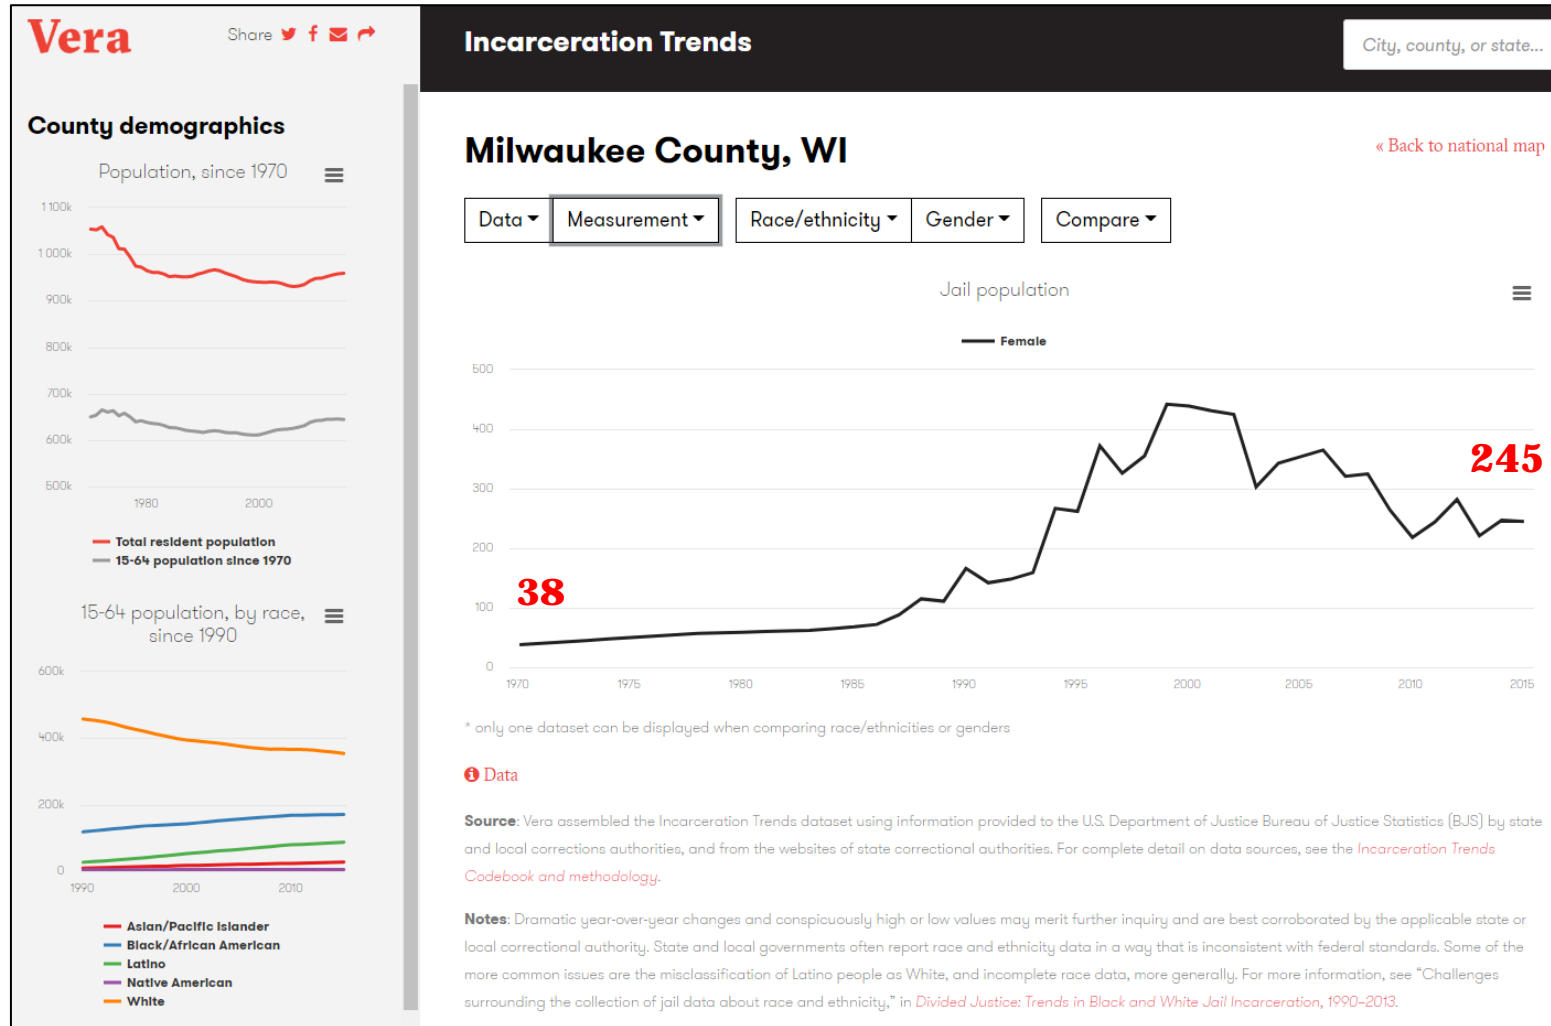 Vera
Share
Incarceration Trends
City, county, or state...
County demographics
Population, since 1970
1100k
1000k
900k
800k
700k
600k
500k
1980 2000
Total resident population
15-64 population since 1970
15-64 population, by race,
since 1990
600k
400k
200k
0
1990 2000 2010
Asian/Pacific Islander
Black/African American
Latino
Native American
White
Milwaukee County, WI
« Back to national map
Data Measurement Race/ethnicity Gender Compare
Jail population
Female
500
400
300
200
100
0
245
38
1970 1975 1980 1985 1990 1995 2000 2005 2010 2015
* only one dataset can be displayed when comparing race/ethnicities or genders
Data
Source: Vera assembled the Incarceration Trends dataset using information provided to the U.S. Department of Justice Bureau of Justice Statistics (BJS) by state
and local corrections authorities, and from the websites of state correctional authorities. For complete detail on data sources, see the Incarceration Trends
Codebook and methodology.
Notes: Dramatic year-over-year changes and conspicuously high or low values may merit further inquiry and are best corroborated by the applicable state or
local correctional authority. State and local governments often report race and ethnicity data in a way that is inconsistent with federal standards. Some of the
more common issues are the misclassification of Latino people as White, and incomplete race data, more generally. For more information, see “Challenges
surrounding the collection of jail data about race and ethnicity,” in Divided Justice: Trends in Black and White Jail Incarceration, 1990–2013.